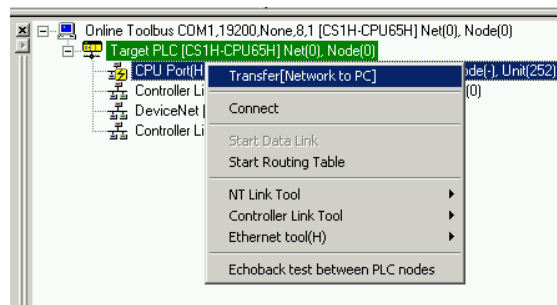 Online Toolbus COM1,19200,None,8,1 [CS1H-CPU65H] Net(0), Node(0)
Target PLC [CS1H-CPU65H] Net(0), Node(0)
CPU Port(H
ode(-), Unit(252)
Controller Li
(0)
DeviceNet
Controller Li
Transfer[Network to PC]
Connect
Start Data Link
Start Routing Table
NT Link Tool
Controller Link Tool
Ethernet tool(H)
Echoback test between PLC nodes